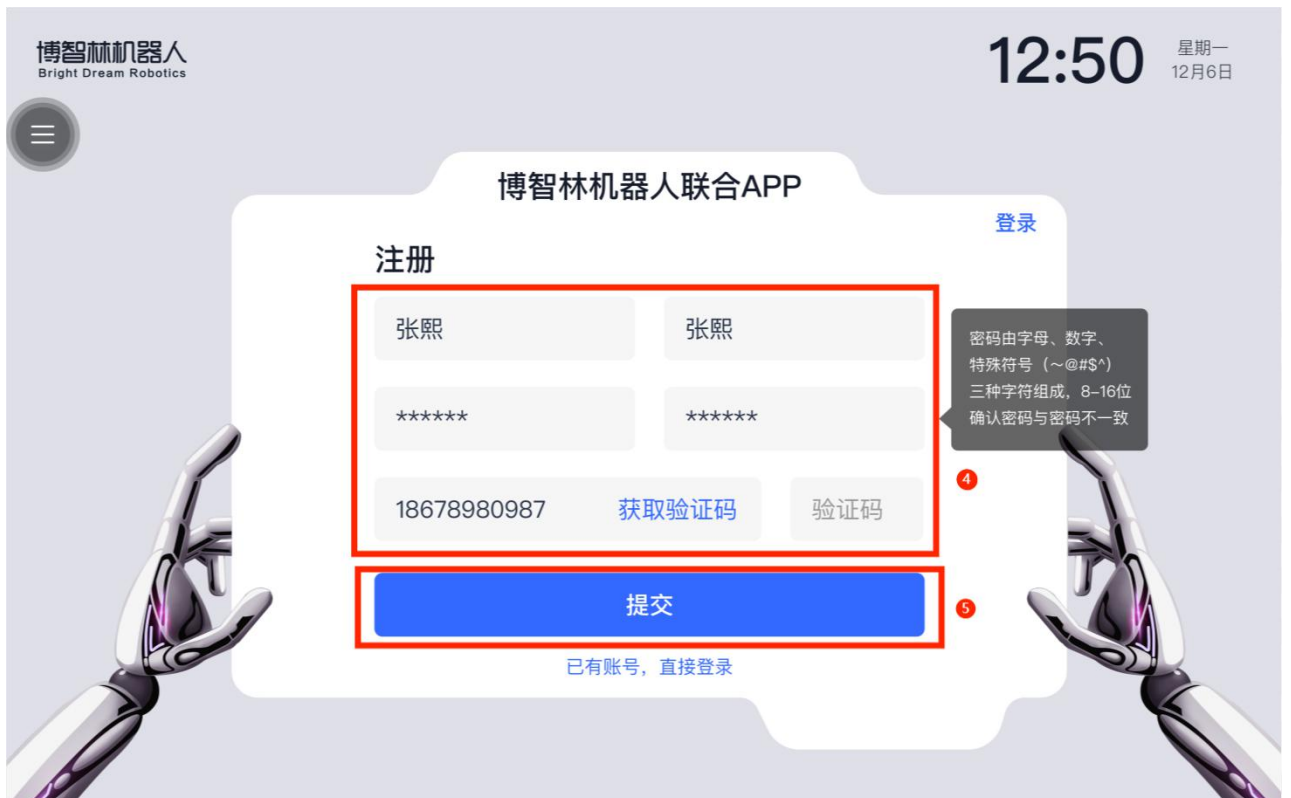 博智林机器人
Bright Dream Robotics
12:50
星期一
12月6日
博智林机器人联合APP
登录
注册
张熙 张熙
密码由字母、数字、
特殊符号（～@#$^）
三种字符组成，8-16位
确认密码与密码不一致
****** ******
4
18678980987 获取验证码 验证码
提交
5
已有账号，直接登录